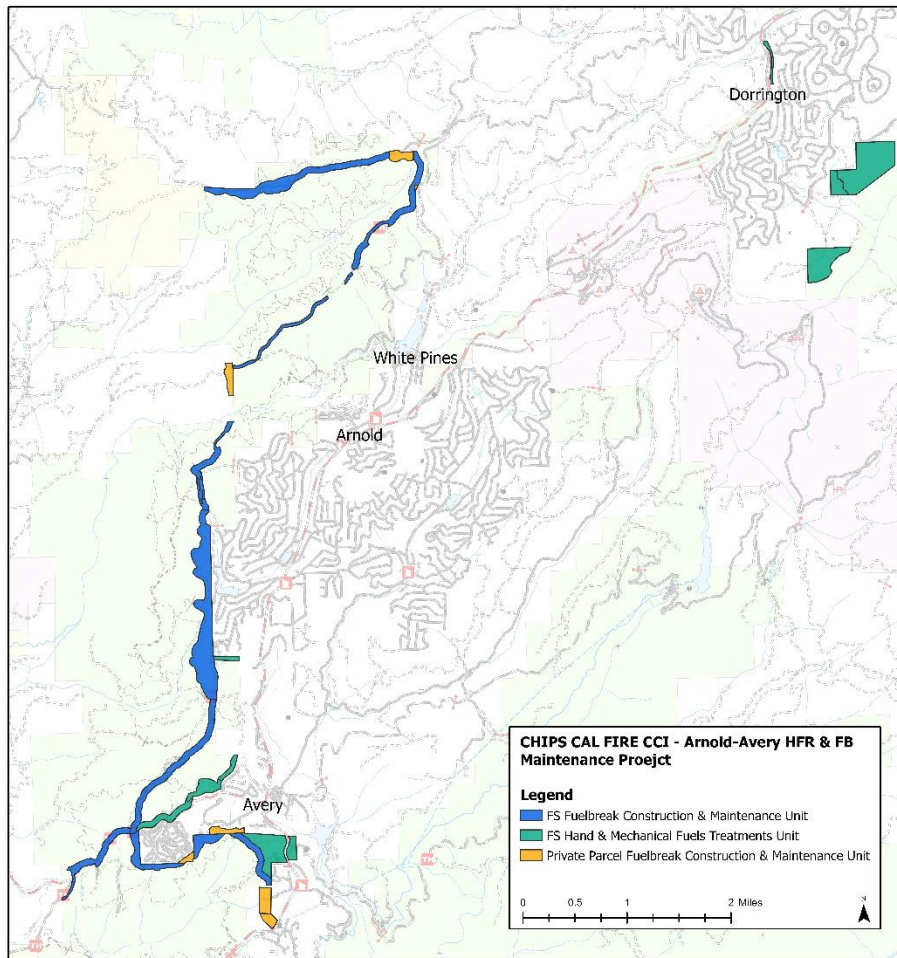 Dorrington
White Pines
Arnold
Avery
TH
TH
CHIPS CAL FIRE CCI - Arnold-Avery HFR & FB
Maintenance Proejct
Legend
FS Fuelbreak Construction & Maintenance Unit
FS Hand & Mechanical Fuels Treatments Unit
Private Parcel Fuelbreak Construction & Maintenance Unit
0 0.5 1 2 Miles
N